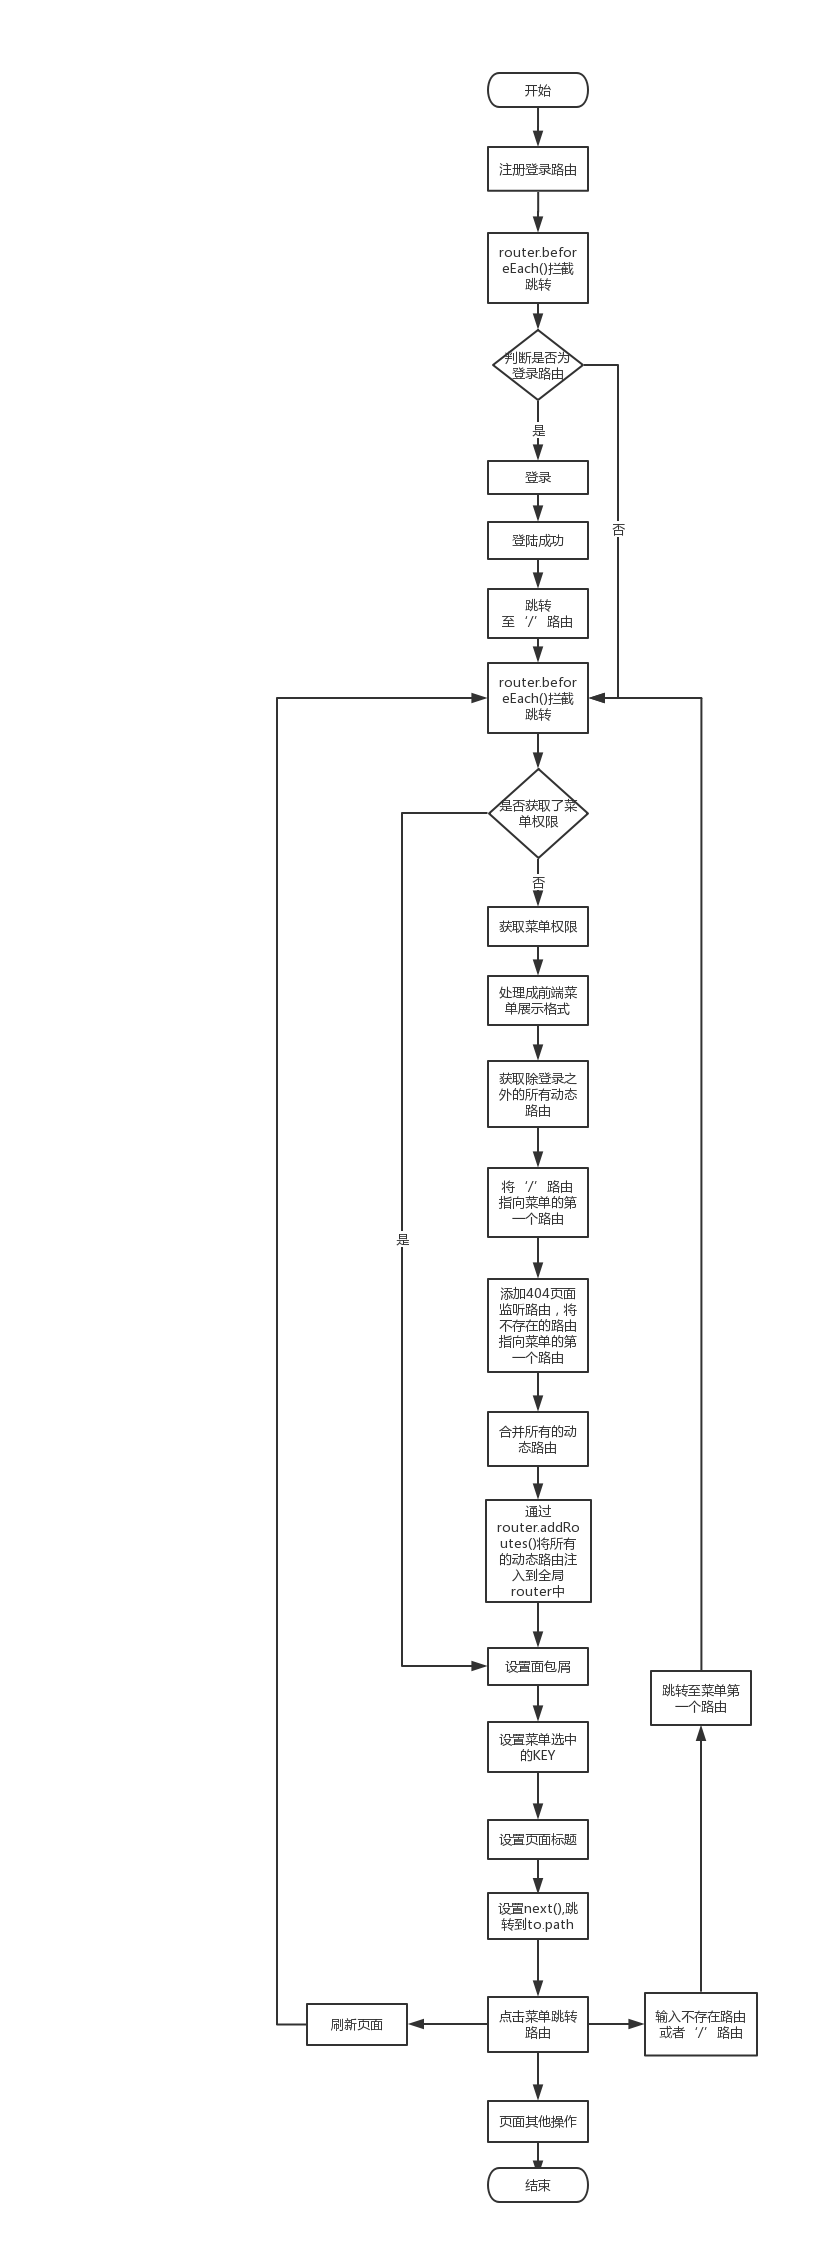 开始
注册登录路由
router.befor
eEach()拦截
跳转
判断是否为
登录路由
是
登录
否
登陆成功
跳转
至‘/’路由
router.befor
eEach()拦截
跳转
是否获取了菜
单权限
否
获取菜单权限
处理成前端菜
单展示格式
获取除登录之
外的所有动态
路由
将‘/’路由
指向菜单的第
一个路由
是
添加404页面
监听路由，将
不存在的路由
指向菜单的第
一个路由
合并所有的动
态路由
通过
router.addRo
utes()将所有
的动态路由注
入到全局
router中
设置面包屑
跳转至菜单第
一个路由
设置菜单选中
的KEY
设置页面标题
设置next(),跳
转到to.path
刷新页面
点击菜单跳转
路由
输入不存在路由
或者‘/’路由
页面其他操作
结束